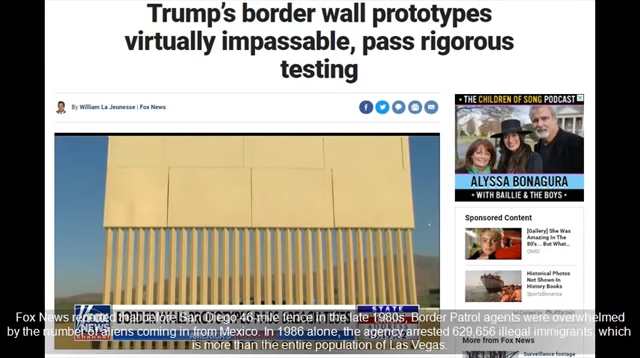 Trump's border wall prototypes
virtually impassable, pass rigorous
testing
By William La Jeunesse | Fox News
• THE CHILDREN OF SONG PODCAST •
ALYSSA BONAGURA
• WITH BAILLIE & THE BOYS •
Sponsored Content
[Gallery] She Was
Amazing In The
80's... But What...
Historical Photos
Not Shown In
History Books
SportsBonanza
Fox News reported that before San Diego 46-mile fence in the late 1980s, Border Patrol agents were overwhelmed
by the number of aliens coming in from Mexico. In 1986 alone, the agency arrested 629,656 illegal immigrants, which
is more than the entire population of Las Vegas.
More from Fox News
Surveillance footage